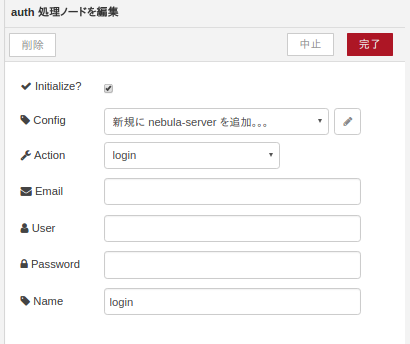 auth 処理ノードを編集
削除 中止 完了
Initialize?
Config 新規に nebula-server を追加。。。
Action login
Email
User
Password
Name login